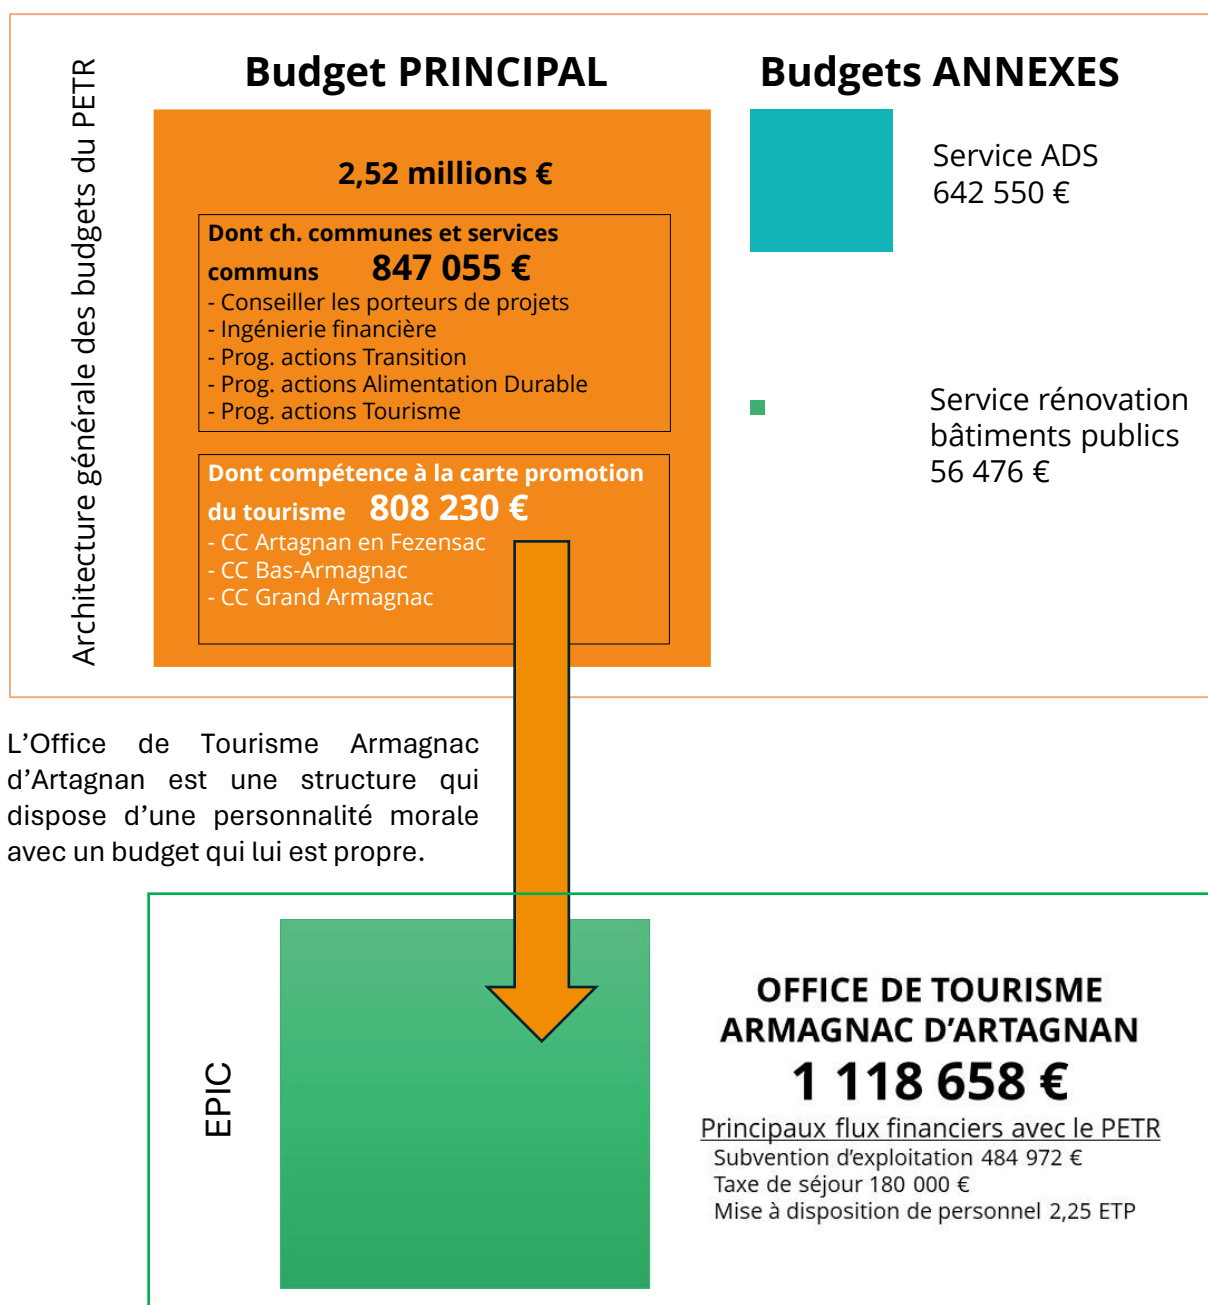 Architecture générale des budgets du PETR
Budget PRINCIPAL
2,52 millions €
Dont ch. communes et services
communs 847 055 €
- Conseiller les porteurs de projets
- Ingénierie financière
- Prog. actions Transition
- Prog. actions Alimentation Durable
- Prog. actions Tourisme
Dont compétence à la carte promotion
du tourisme 808 230 €
- CC Artagnan en Fezensac
- CC Bas-Armagnac
- CC Grand Armagnac
Budgets ANNEXES
Service ADS
642 550 €
Service rénovation
bâtiments publics
56 476 €
L’Office de Tourisme Armagnac
d’Artagnan est une structure qui
dispose d’une personnalité morale
avec un budget qui lui est propre.
EPIC
OFFICE DE TOURISME
ARMAGNAC D’ARTAGNAN
1 118 658 €
Principaux flux financiers avec le PETR
Subvention d’exploitation 484 972 €
Taxe de séjour 180 000 €
Mise à disposition de personnel 2,25 ETP